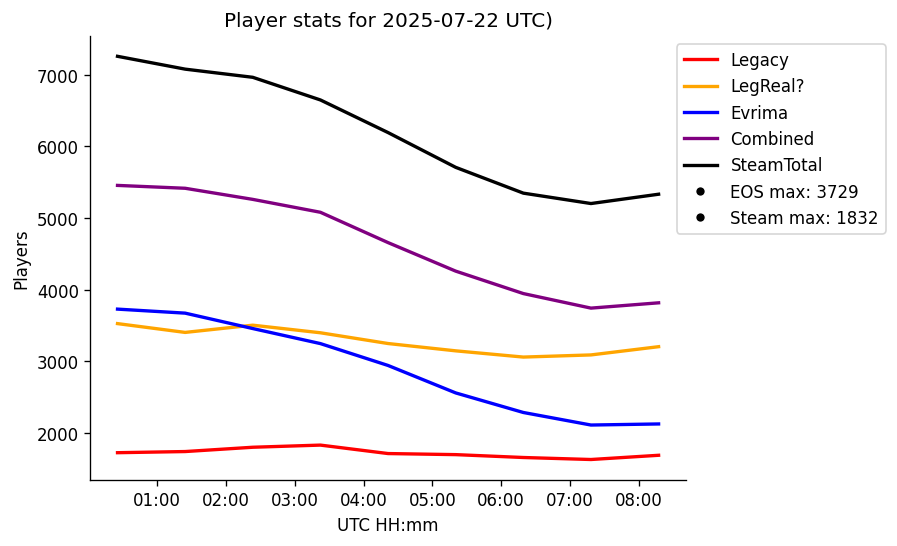 Player stats for 2025-07-22 UTC)
Legacy
LegReal?
Evrima
Combined
SteamTotal
EOS max: 3729
Steam max: 1832
Players
7000
6000
5000
4000
3000
2000
01:00 02:00 03:00 04:00 05:00 06:00 07:00 08:00
UTC HH:mm